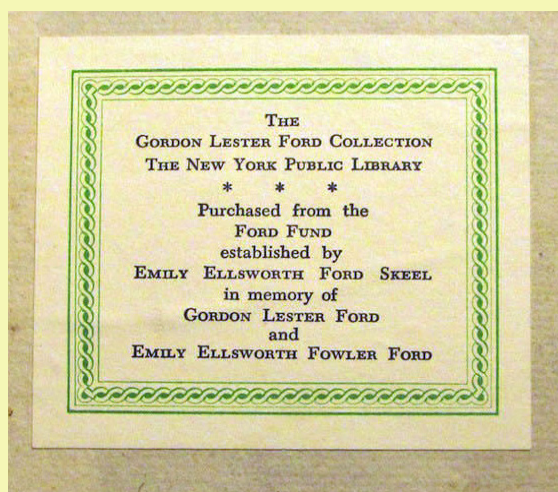 The
Gordon Lester Ford Collection
The New York Public Library
* * *
Purchased from the
Ford Fund
established by
Emily Ellsworth Ford Skeel
in memory of
Gordon Lester Ford
and
Emily Ellsworth Fowler Ford